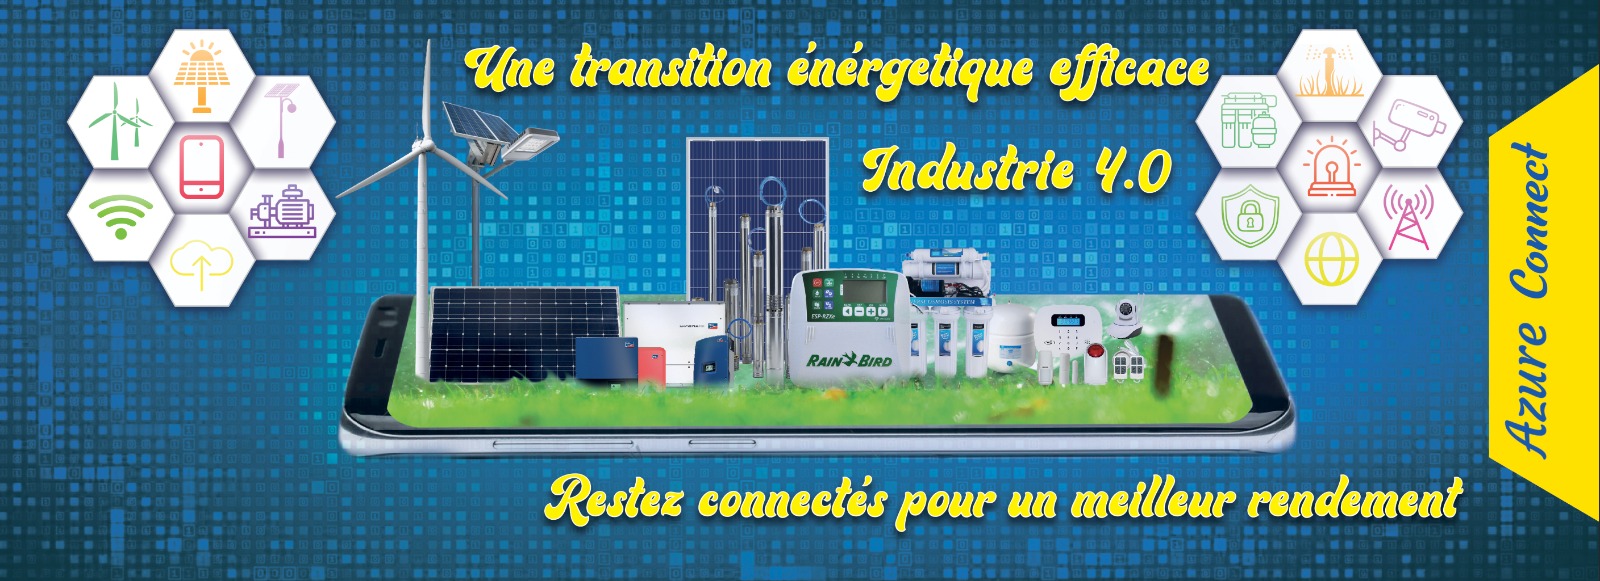 Une transition énérgetique efficace
Industrie 4.0
ESP-RZXe
RAIN BIRD
Restez connectés pour un meilleur rendement
Azure Connect